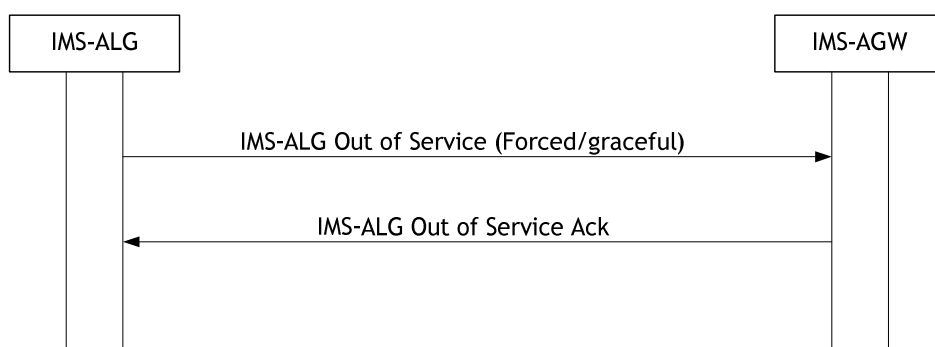 IMS-ALG
IMS-AGW
IMS-ALG Out of Service (Forced/graceful)
IMS-ALG Out of Service Ack